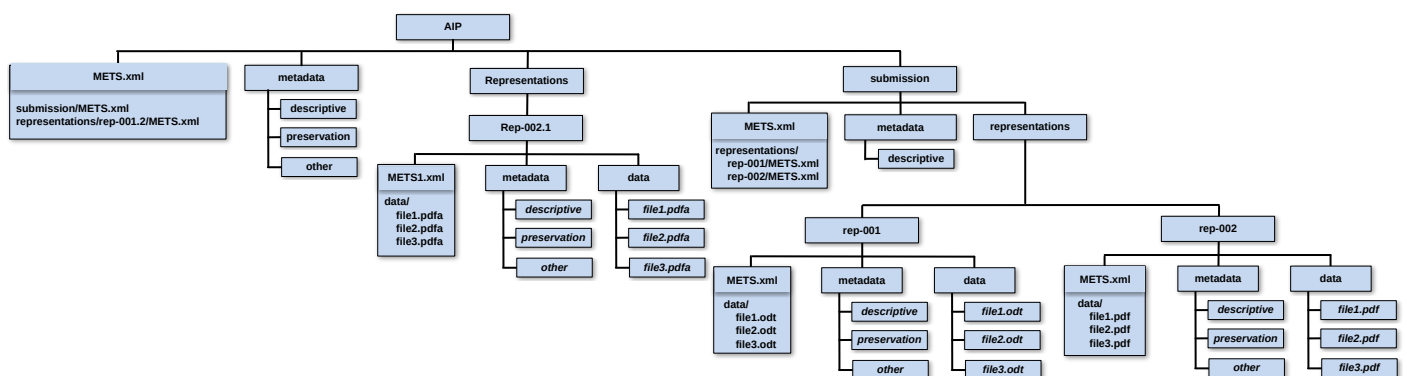 AIP
METS.xml
submission/METS.xml
representations/rep-001.2/METS.xml
metadata
descriptive
preservation
other
Representations
Rep-002.1
METS1.xml
data/
file1.pdfa
file2.pdfa
file3.pdfa
metadata
descriptive
preservation
other
data
file1.pdfa
file2.pdfa
file3.pdfa
submission
METS.xml
representations/
rep-001/METS.xml
rep-002/METS.xml
metadata
descriptive
representations
rep-001
METS.xml
data/
file1.odt
file2.odt
file3.odt
metadata
descriptive
preservation
other
data
file1.odt
file2.odt
file3.odt
rep-002
METS.xml
data/
file1.pdf
file2.pdf
file3.pdf
metadata
descriptive
preservation
other
data
file1.pdf
file2.pdf
file3.pdf